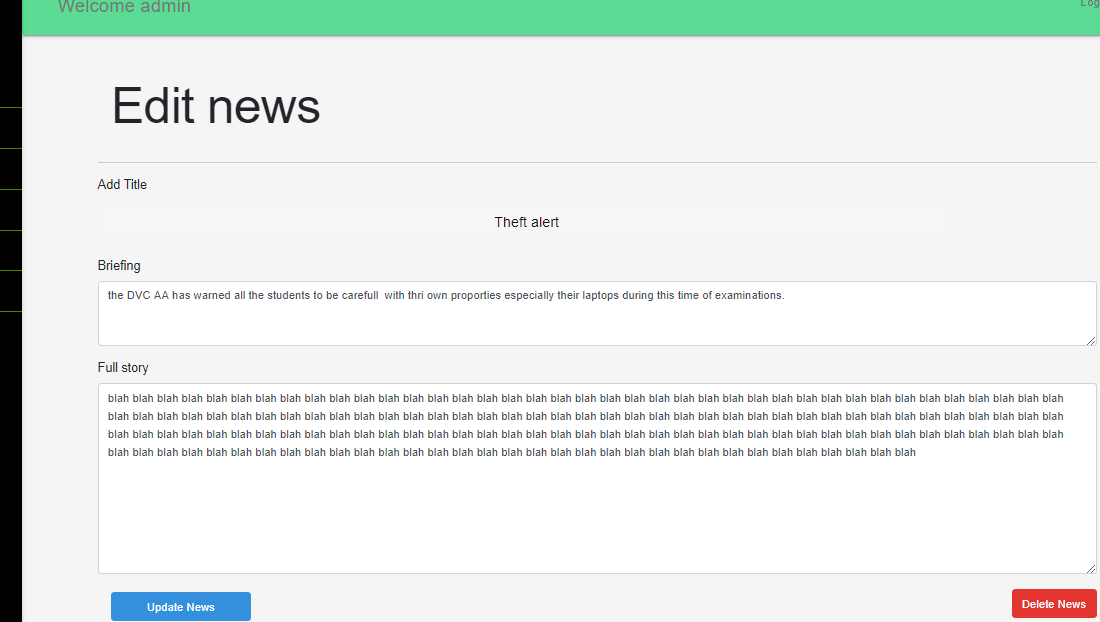 Welcome admin
Log
Edit news
Add Title
Theft alert
Briefing
the DVC AA has warned all the students to be carefull  with thri own proporties especially their laptops during this time of examinations.
Full story
blah blah blah blah blah blah blah blah blah blah blah blah blah blah blah blah blah blah blah blah blah blah blah blah blah blah blah blah blah blah blah blah blah blah blah blah blah blah blah
blah blah blah blah blah blah blah blah blah blah blah blah blah blah blah blah blah blah blah blah blah blah blah blah blah blah blah blah blah blah blah blah blah blah blah blah blah blah blah
blah blah blah blah blah blah blah blah blah blah blah blah blah blah blah blah blah blah blah blah blah blah blah blah blah blah blah blah blah blah blah blah blah blah blah blah blah blah blah
blah blah blah blah blah blah blah blah blah blah blah blah blah blah blah blah blah blah blah blah blah blah blah blah blah blah blah blah blah blah blah blah blah
Update News
Delete News